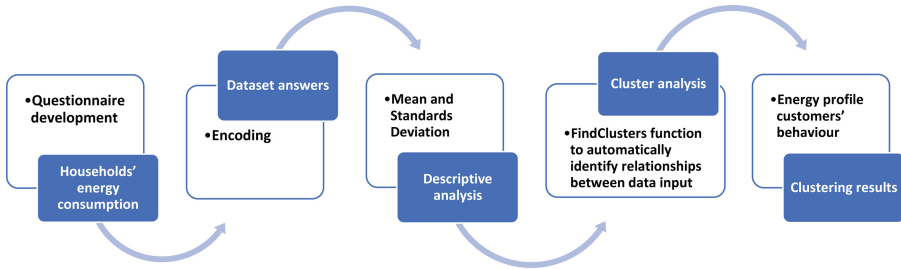 •Questionnaire
development
Households'
energy
consumption
Dataset answers
•Encoding
•Mean and
Standards
Deviation
Descriptive
analysis
Cluster analysis
•FindClusters function
to automatically
identify relationships
between data input
•Energy profile
customers'
behaviour
Clustering results